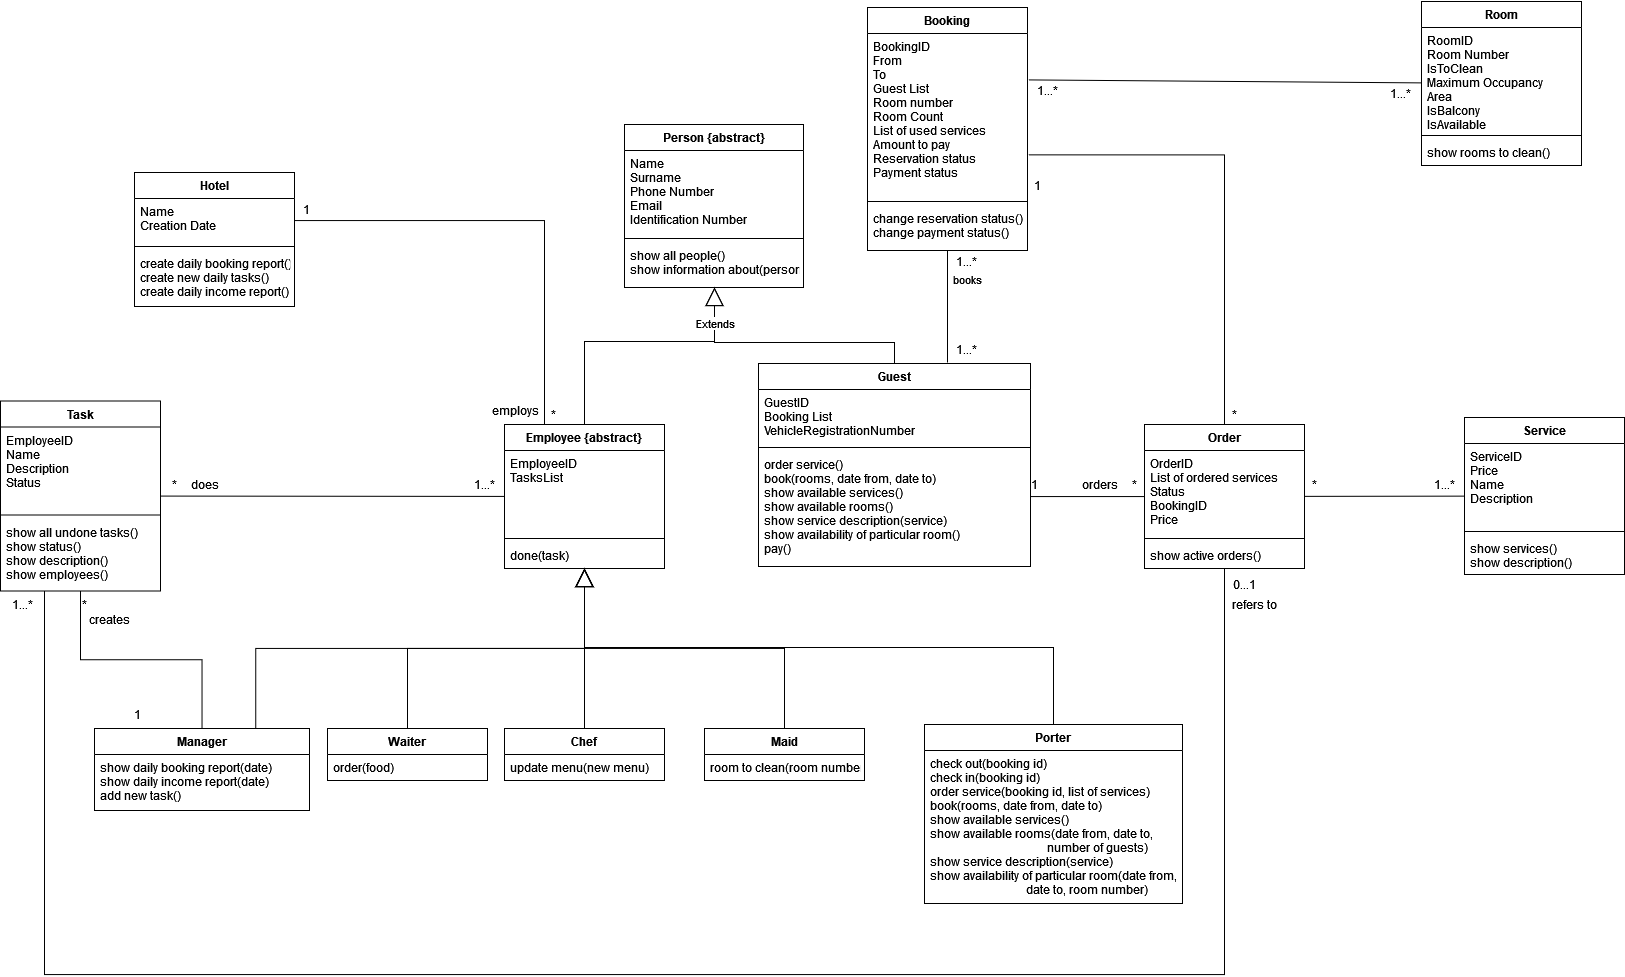 Booking
BookingID
From
To
Guest List
Room number
Room Count
List of used services
Amount to pay
Reservation status
Payment status
change reservation status()
change payment status()
Room
RoomID
Room Number
IsToClean
Maximum Occupancy
Area
IsBalcony
IsAvailable
show rooms to clean()
1...*
1...*
1
1...*
books
1...*
Person {abstract}
Name
Surname
Phone Number
Email
Identification Number
show all people()
show information about(person
Extends
Hotel
Name
Creation Date
create daily booking report()
create new daily tasks()
create daily income report()
1
employs
*
Task
EmployeeID
Name
Description
Status
show all undone tasks()
show status()
show description()
show employees()
*
does
1...*
Employee {abstract}
EmployeeID
TasksList
done(task)
Guest
GuestID
Booking List
VehicleRegistrationNumber
order service()
book(rooms, date from, date to)
show available services()
show available rooms()
show service description(service)
show availability of particular room()
pay()
1
orders
*
*
Order
OrderID
List of ordered services
Status
BookingID
Price
show active orders()
*
1...*
Service
ServiceID
Price
Name
Description
show services()
show description()
0...1
refers to
1...*
*
creates
1
Manager
show daily booking report(date)
show daily income report(date)
add new task()
Waiter
order(food)
Chef
update menu(new menu)
Maid
room to clean(room numbe
Porter
check out(booking id)
check in(booking id)
order service(booking id, list of services)
book(rooms, date from, date to)
show available services()
show available rooms(date from, date to,
number of guests)
show service description(service)
show availability of particular room(date from,
date to, room number)